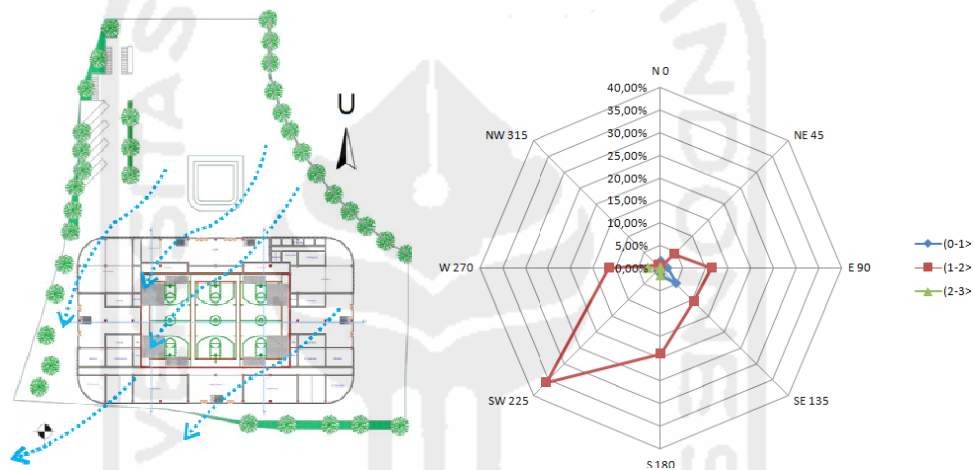 U
N 0
40,00%
35,00%
30,00%
25,00%
20,00%
15,00%
10,00%
5,00%
0,00%
NE 45
E 90
SE 135
S 180
SW 225
W 270
NW 315
(0-1>
(1-2>
(2-3>